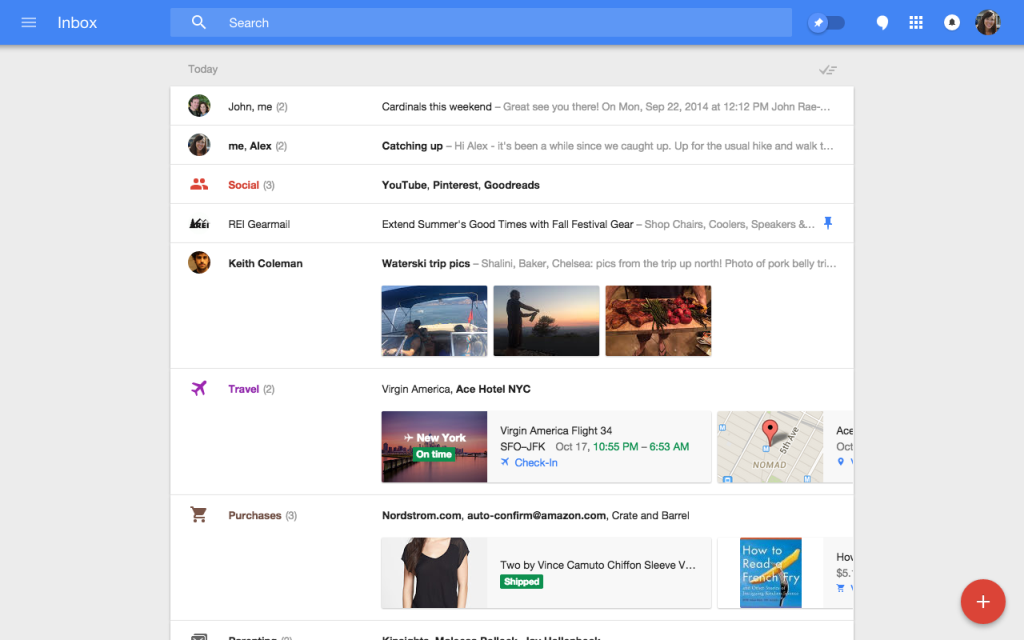 Inbox
Search
Today
John, me (2)
Cardinals this weekend – Great see you there! On Mon, Sep 22, 2014 at 12:12 PM John Rae-...
me, Alex (2)
Catching up – Hi Alex - it's been a while since we caught up. Up for the usual hike and walk t...
Social (3)
YouTube, Pinterest, Goodreads
REI
REI Gearmail
Extend Summer's Good Times with Fall Festival Gear – Shop Chairs, Coolers, Speakers &...
Keith Coleman
Waterski trip pics – Shalini, Baker, Chelsea: pics from the trip up north! Photo of pork belly tri...
Travel (2)
Virgin America, Ace Hotel NYC
New York
On time
Virgin America Flight 34
SFO–JFK Oct 17, 10:55 PM – 6:53 AM
Check-In
5th Ave
NOMAD
Ace
Oct
Purchases (3)
Nordstrom.com, auto-confirm@amazon.com, Crate and Barrel
Two by Vince Camuto Chiffon Sleeve V...
Shipped
How to
Read a
French Fry
How
$5.